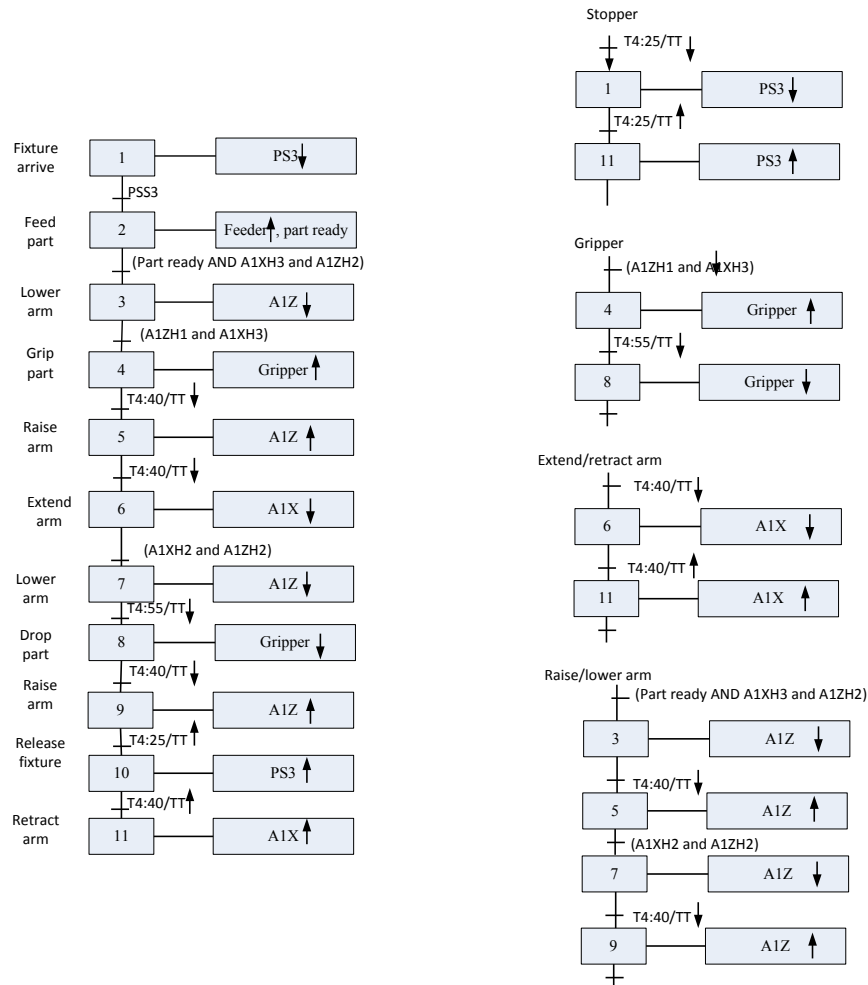 Fixture
arrive
1
PS3
PSS3
Feed
part
2
Feeder , part ready
(Part ready AND A1XH3 and A1ZH2)
Lower
arm
3
A1Z
(A1ZH1 and A1XH3)
Grip
part
4
Gripper
T4:40/TT
Raise
arm
5
A1Z
T4:40/TT
Extend
arm
6
A1X
(A1XH2 and A1ZH2)
Lower
arm
7
A1Z
T4:55/TT
Drop
part
8
Gripper
T4:40/TT
Raise
arm
9
A1Z
T4:25/TT
Release
fixture
10
PS3
T4:40/TT
Retract
arm
11
A1X
Stopper
T4:25/TT
1
PS3
T4:25/TT
11
PS3
Gripper
(A1ZH1 and A1XH3)
4
Gripper
T4:55/TT
8
Gripper
Extend/retract arm
T4:40/TT
6
A1X
T4:40/TT
11
A1X
Raise/lower arm
(Part ready AND A1XH3 and A1ZH2)
3
A1Z
T4:40/TT
5
A1Z
(A1XH2 and A1ZH2)
7
A1Z
T4:40/TT
9
A1Z